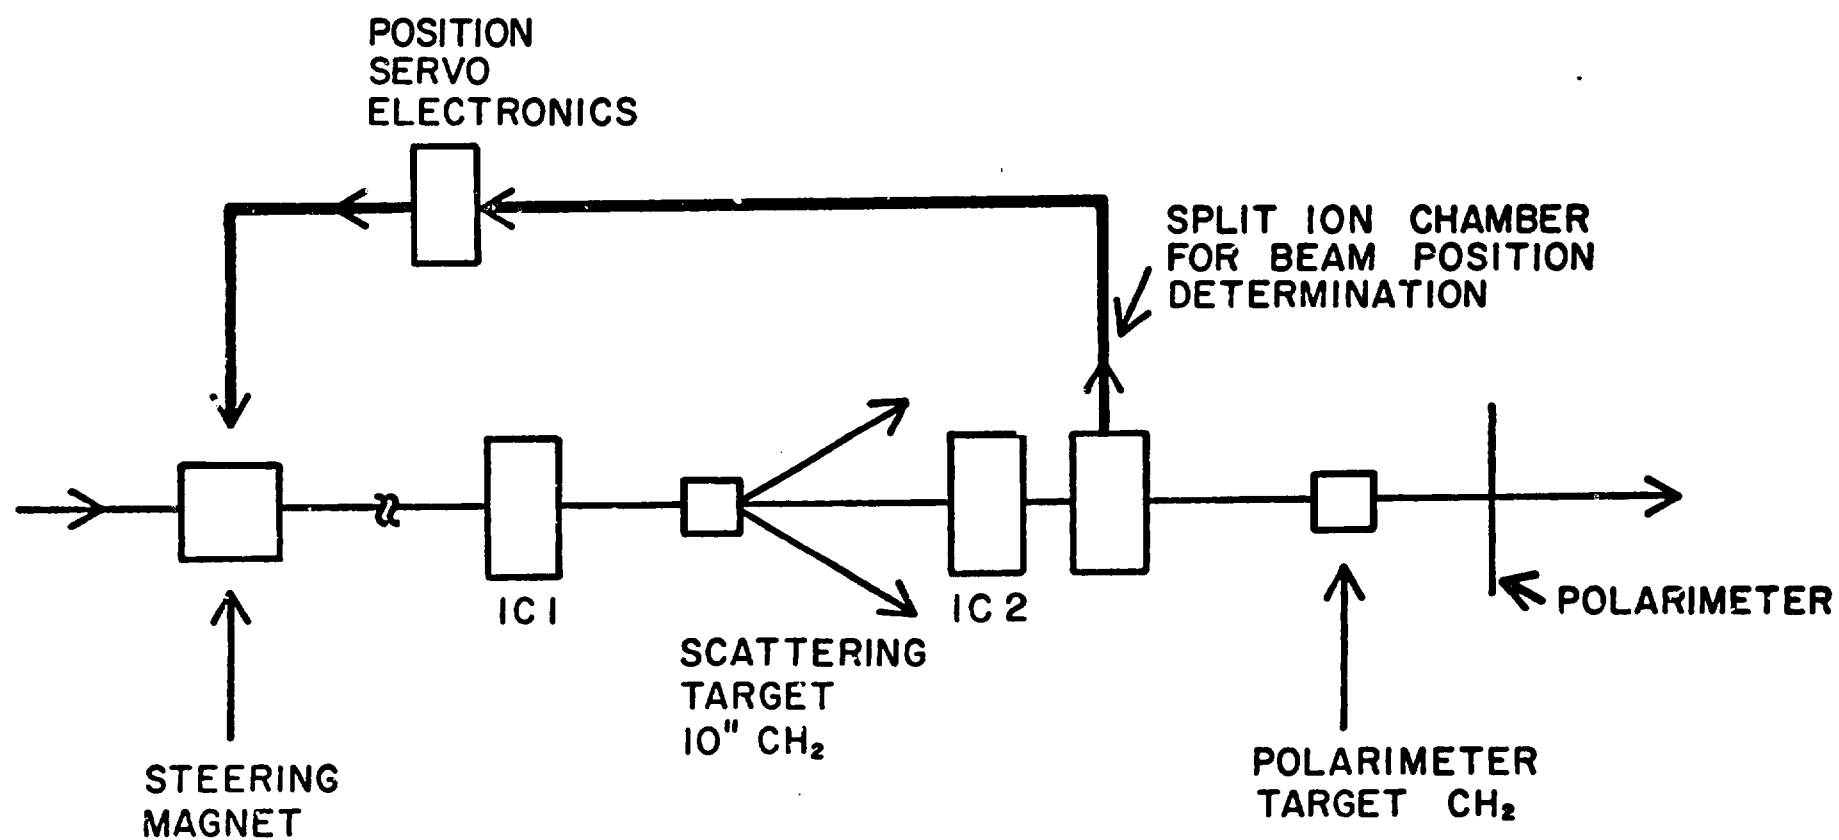 POSITION
SERVO
ELECTRONICS
SPLIT ION CHAMBER
FOR BEAM POSITION
DETERMINATION
IC1
IC2
POLARIMETER
SCATTERING
TARGET
10" CH₂
STEERING
MAGNET
POLARIMETER
TARGET CH₂